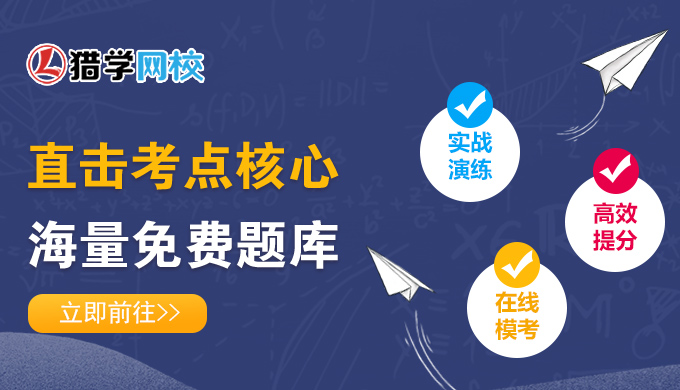 猎学网校
直击考点核心
海量免费题库
立即前往>>
实战
演练
高效
提分
在线
模考